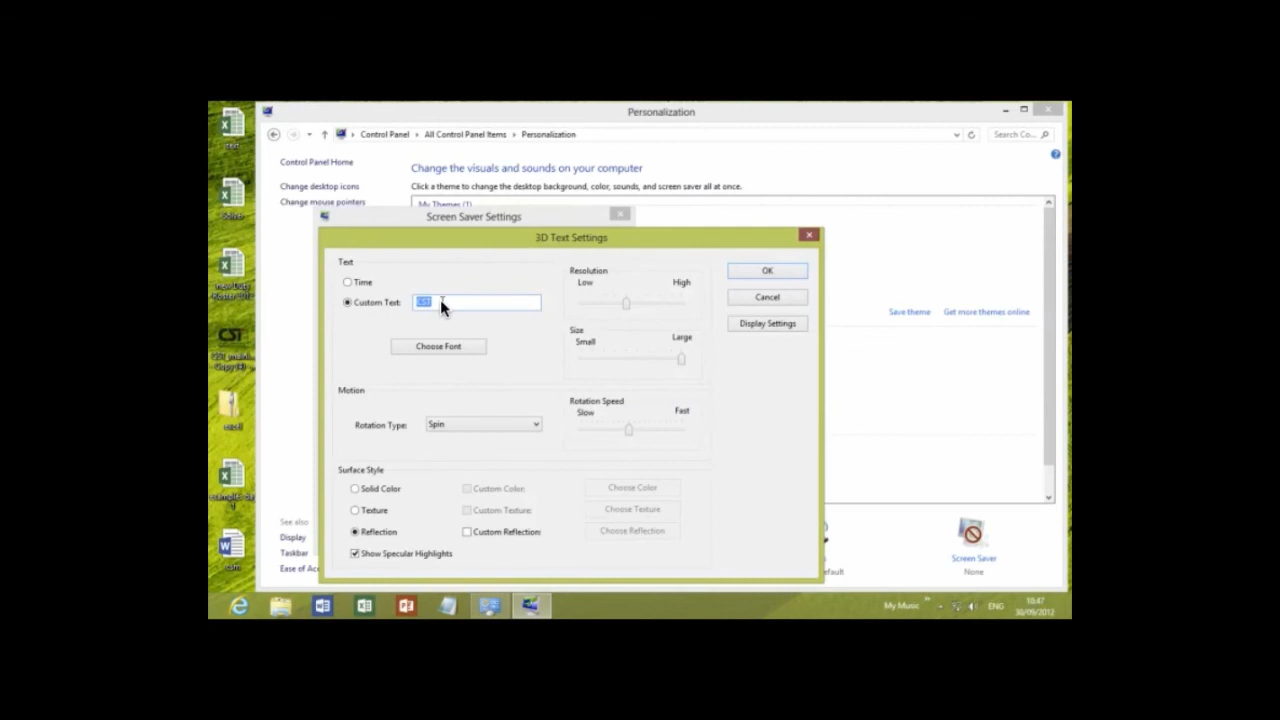 Personalization
Control Panel > All Control Panel Items > Personalization
Search Co...
Control Panel Home
Change desktop icons
Change mouse pointers
Change the visuals and sounds on your computer
Click a theme to change the desktop background, color, sounds, and screen saver all at once.
My Themes (1)
Screen Saver Settings
3D Text Settings
Text
Time
Custom Text:
CST
Choose Font
Resolution
Low
High
Size
Small
Large
OK
Cancel
Display Settings
Motion
Rotation Type:
Spin
Rotation Speed
Slow
Fast
Surface Style
Solid Color
Custom Color:
Choose Color
Texture
Custom Texture:
Choose Texture
Reflection
Custom Reflection:
Choose Reflection
Show Specular Highlights
Save theme
Get more themes online
See also
Display
Taskbar
Ease of Acc
efault
Screen Saver
None
CST
excel
My Music
ENG
10:47
30/09/2012